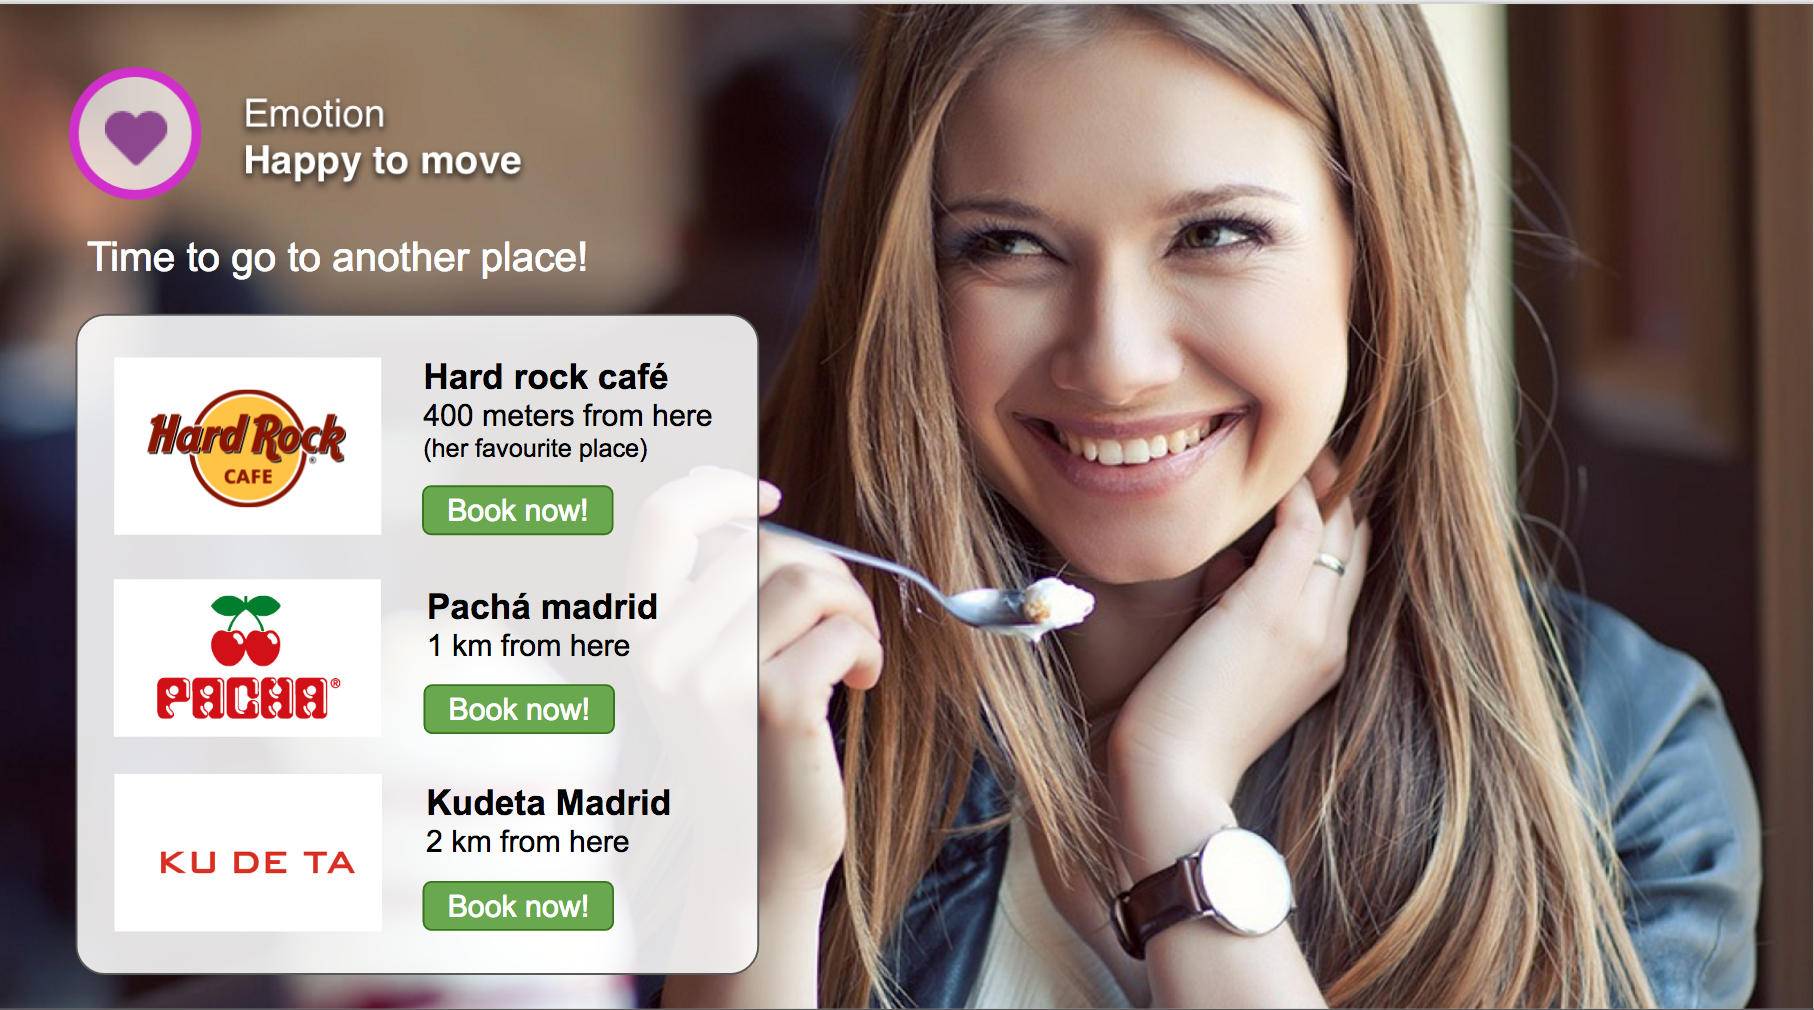 Emotion
Happy to move
Time to go to another place!
Hard Rock
CAFE
®
Hard rock café
400 meters from here
(her favourite place)
Book now!
PACHA®
Pachá madrid
1 km from here
Book now!
KU DE TA
Kudeta Madrid
2 km from here
Book now!